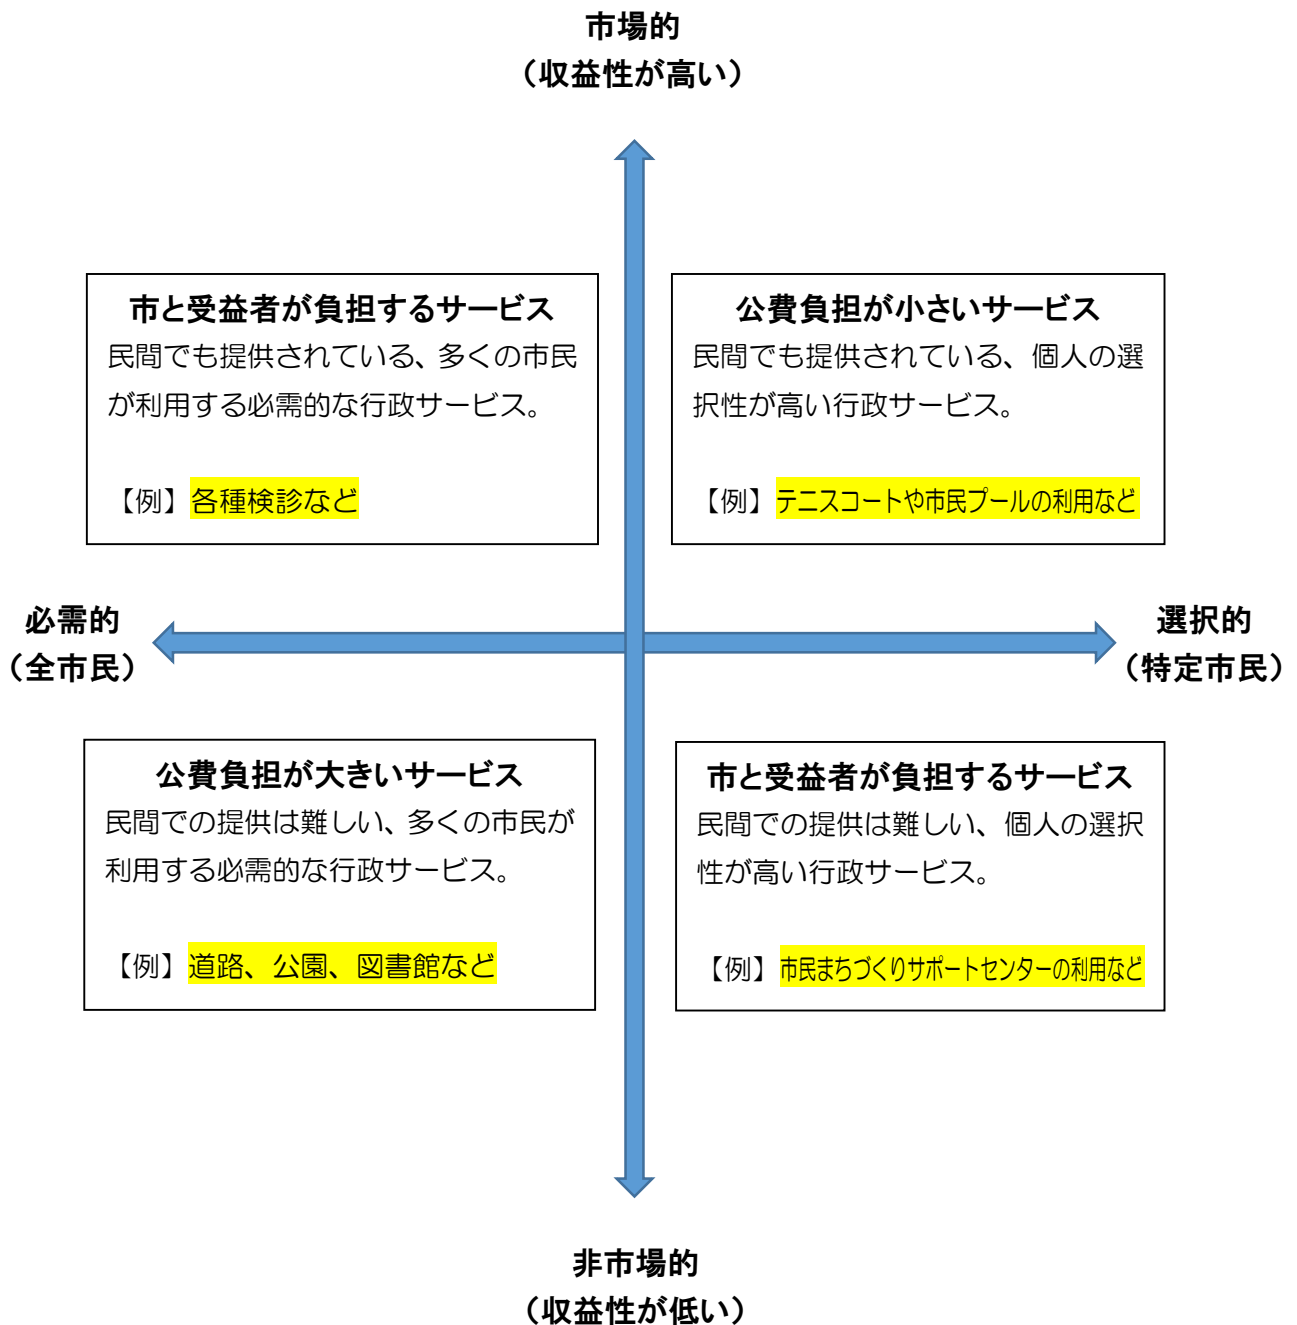 市場的
（収益性が高い）
市と受益者が負担するサービス
民間でも提供されている、多くの市民
が利用する必需的な行政サービス。
【例】各種検診など
公費負担が小さいサービス
民間でも提供されている、個人の選
択性が高い行政サービス。
【例】テニスコートや市民プールの利用など
必需的
（全市民）
選択的
（特定市民）
公費負担が大きいサービス
民間での提供は難しい、多くの市民が
利用する必需的な行政サービス。
【例】道路、公園、図書館など
市と受益者が負担するサービス
民間での提供は難しい、個人の選択
性が高い行政サービス。
【例】市民まちづくりサポートセンターの利用など
非市場的
（収益性が低い）